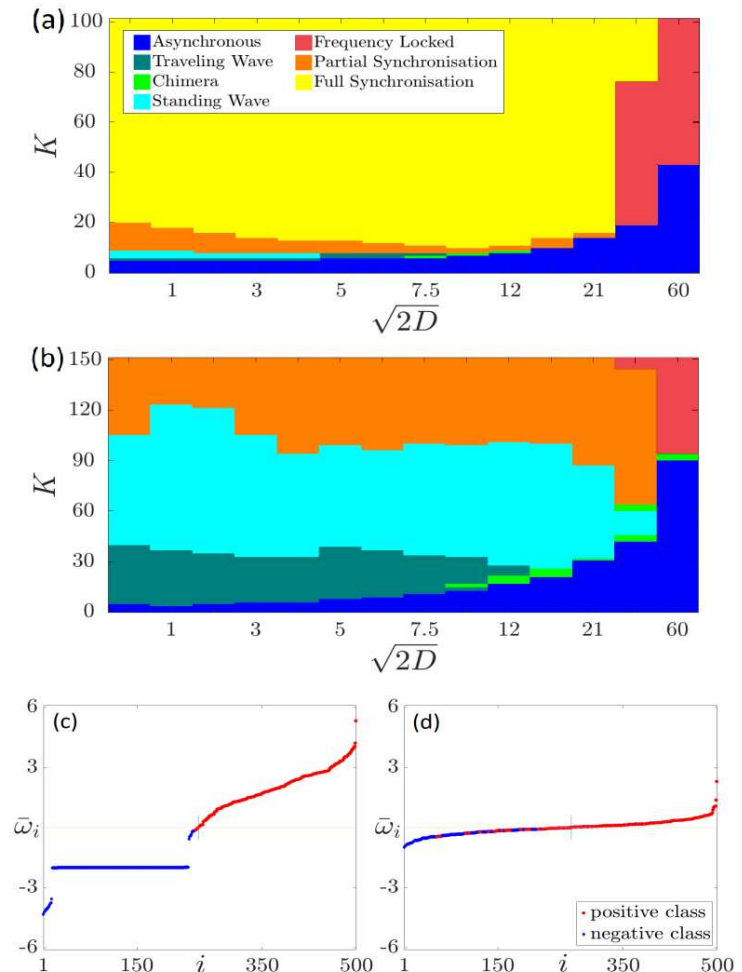 (a)
100
80
60
40
20
0
K
Asynchronous
Traveling Wave
Chimera
Standing Wave
Frequency Locked
Partial Synchronisation
Full Synchronisation
1 3 5 7.5 12 21 60
√2D
(b)
150
120
90
60
30
0
K
1 3 5 7.5 12 21 60
√2D
(c)
6
3
ω̄ᵢ
-3
-6
1 150 i 350 500
(d)
6
3
ω̄ᵢ
-3
-6
1 150 i 350 500
positive class
negative class